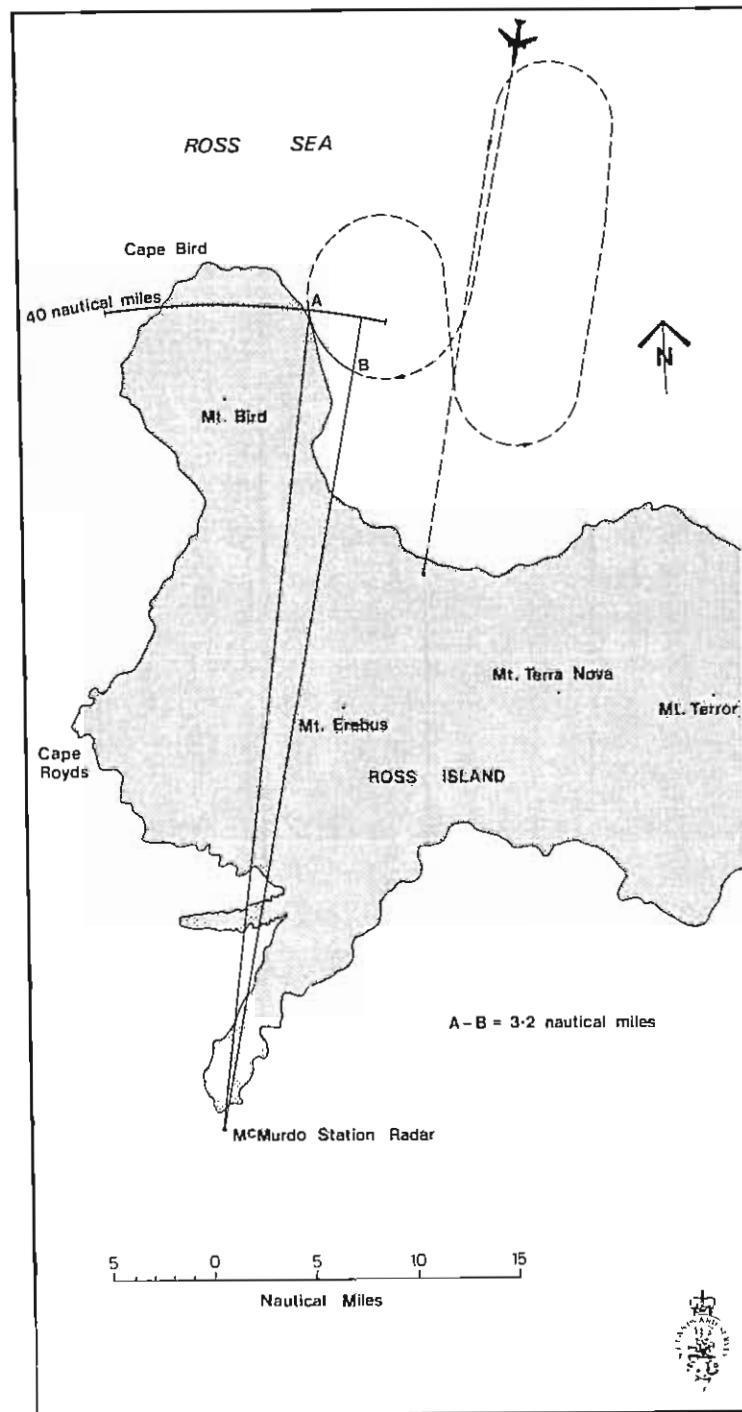 ROSS SEA
Cape Bird
40 nautical miles
A
B
N
Mt. Bird
Mt. Terra Nova
Mt. Erebus
Mt. Terror
Cape
Royds
ROSS ISLAND
A-B = 3·2 nautical miles
McMurdo Station Radar
5 0 5 10 15
Nautical Miles